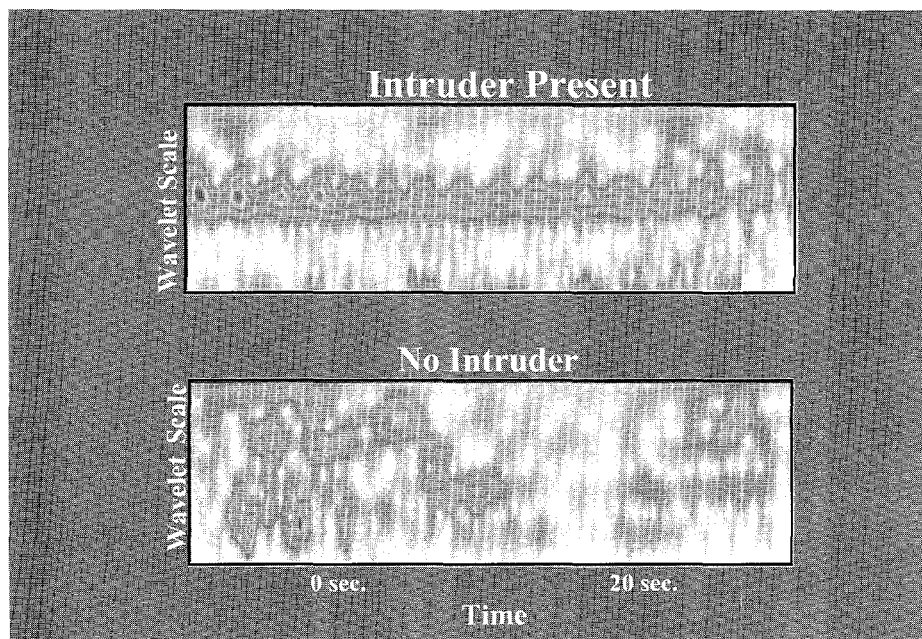 Intruder Present
Wavelet Scale
No Intruder
Wavelet Scale
0 sec.
20 sec.
Time